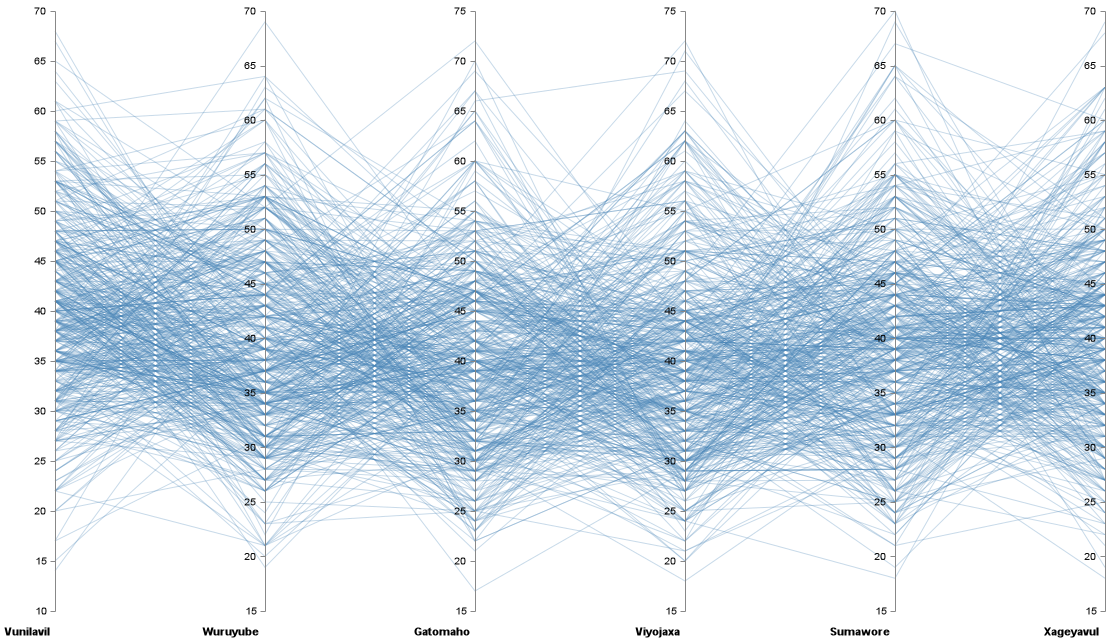 70 70 75 75 70 70
65 65 70 70 65 65
60 60 65 65 60 60
55 55 60 60 55 55
50 50 55 55 50 50
45 45 50 50 45 45
40 40 45 45 40 40
35 35 40 40 35 35
30 30 35 35 30 30
25 25 30 30 25 25
20 20 25 25 20 20
15 20 20
10 15 15 15 15 15
Vunilavil Wuruyube Gatomaho Viyojaxa Sumawore Xageyavul